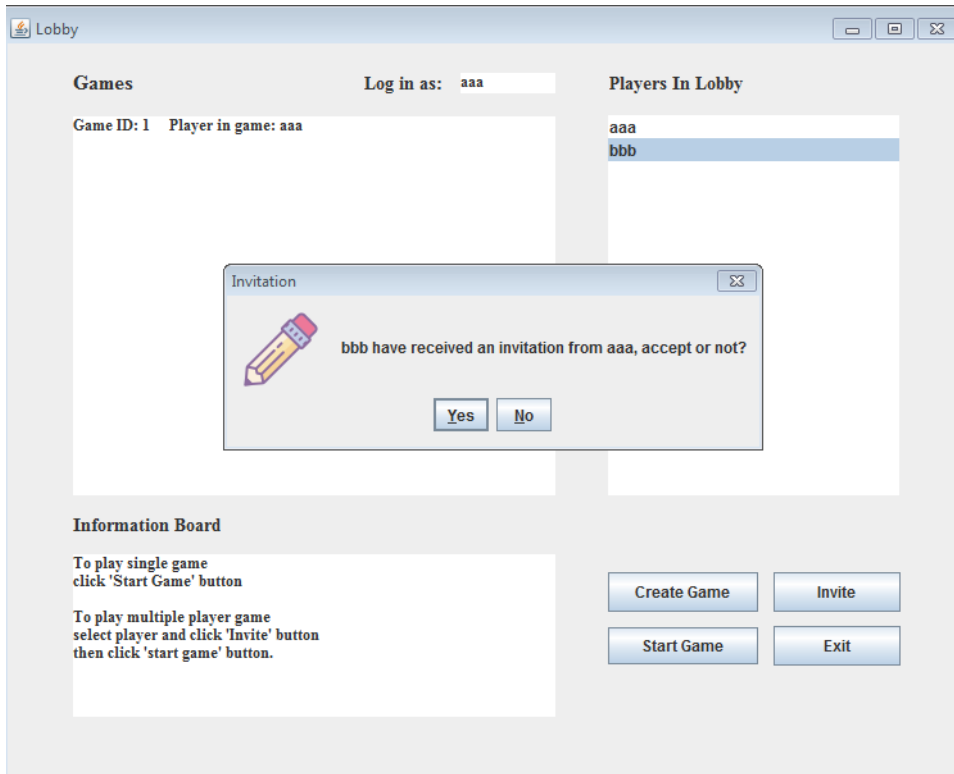 Lobby
Games
Log in as: aaa
Players In Lobby
Game ID: 1 Player in game: aaa
aaa
bbb
Invitation
bbb have received an invitation from aaa, accept or not?
Yes
No
Information Board
To play single game
click 'Start Game' button
To play multiple player game
select player and click 'Invite' button
then click 'start game' button.
Create Game
Invite
Start Game
Exit